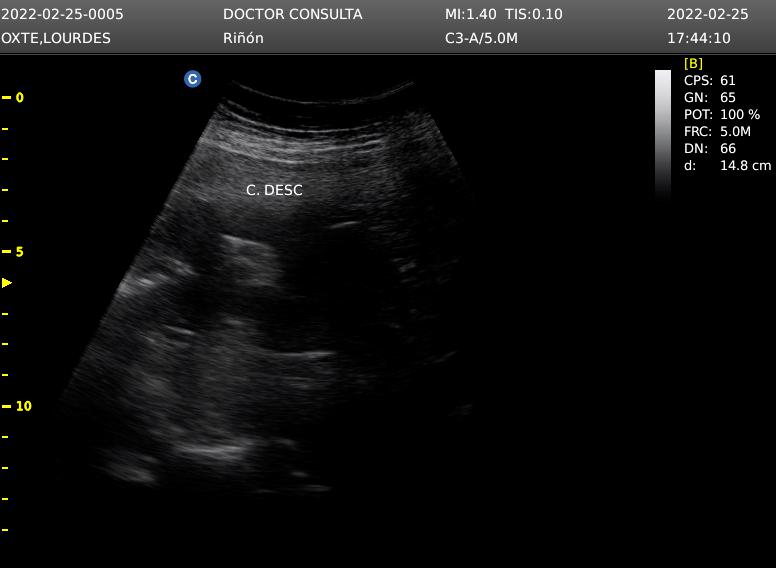 2022-02-25-0005 DOCTOR CONSULTA MI:1.40 TIS:0.10 2022-02-25
OXTE,LOURDES Riñón C3-A/5.0M 17:44:10
C
[B]
CPS: 61
GN: 65
POT: 100 %
FRC: 5.0M
DN: 66
d: 14.8 cm
0
C. DESC
5
10